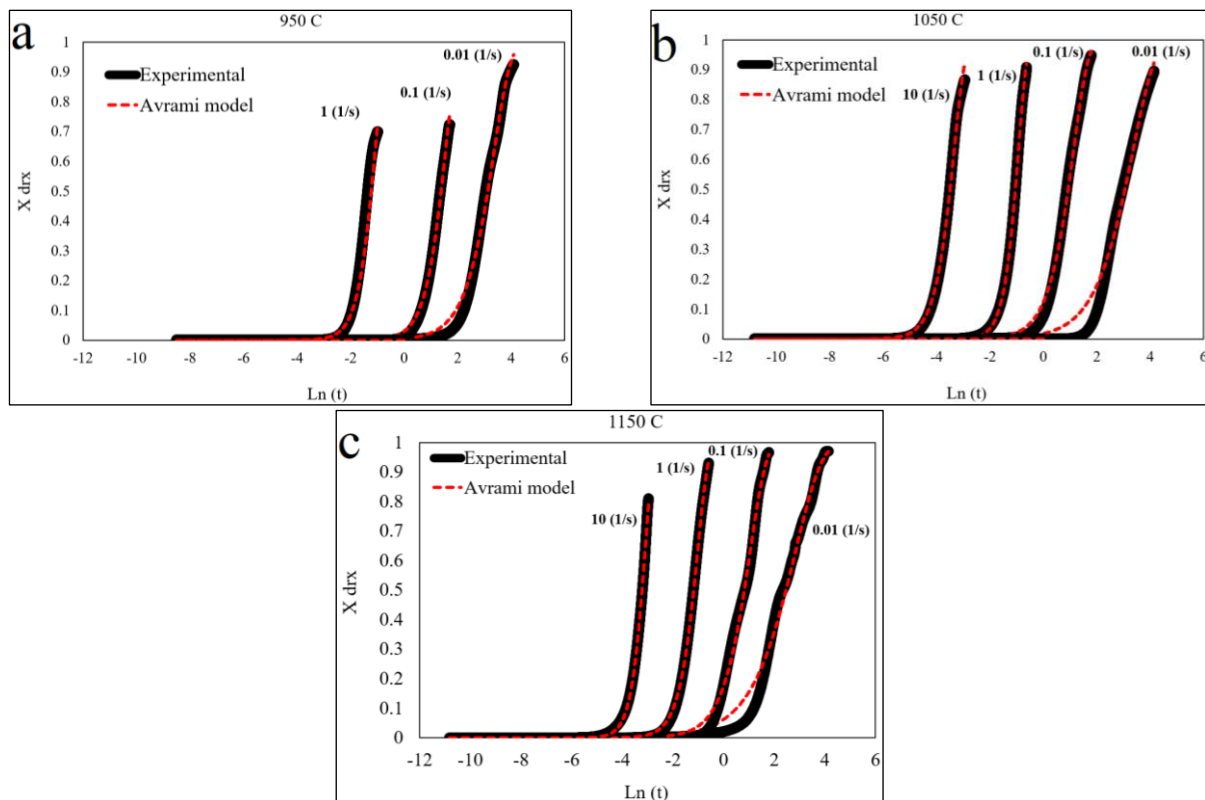 a
950 C
1
0.9
0.8
0.7
0.6
0.5
0.4
0.3
0.2
0.1
0
X drx
Experimental
Avrami model
1 (1/s)
0.1 (1/s)
0.01 (1/s)
-12 -10 -8 -6 -4 -2 0 2 4 6
Ln (t)
b
1050 C
1
0.9
0.8
0.7
0.6
0.5
0.4
0.3
0.2
0.1
0
X drx
Experimental
Avrami model
10 (1/s)
1 (1/s)
0.1 (1/s)
0.01 (1/s)
-12 -10 -8 -6 -4 -2 0 2 4 6
Ln (t)
c
1150 C
1
0.9
0.8
0.7
0.6
0.5
0.4
0.3
0.2
0.1
0
X drx
Experimental
Avrami model
10 (1/s)
1 (1/s)
0.1 (1/s)
0.01 (1/s)
-12 -10 -8 -6 -4 -2 0 2 4 6
Ln (t)